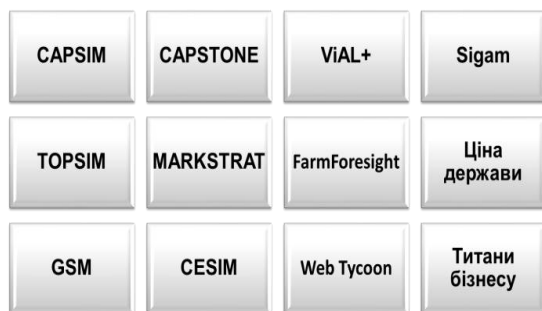 CAPSIM
CAPSTONE
ViAL+
Sigam
TOPSIM
MARKSTRAT
FarmForesight
Ціна
держави
GSM
CESIM
Web Tycoon
Титани
бізнесу